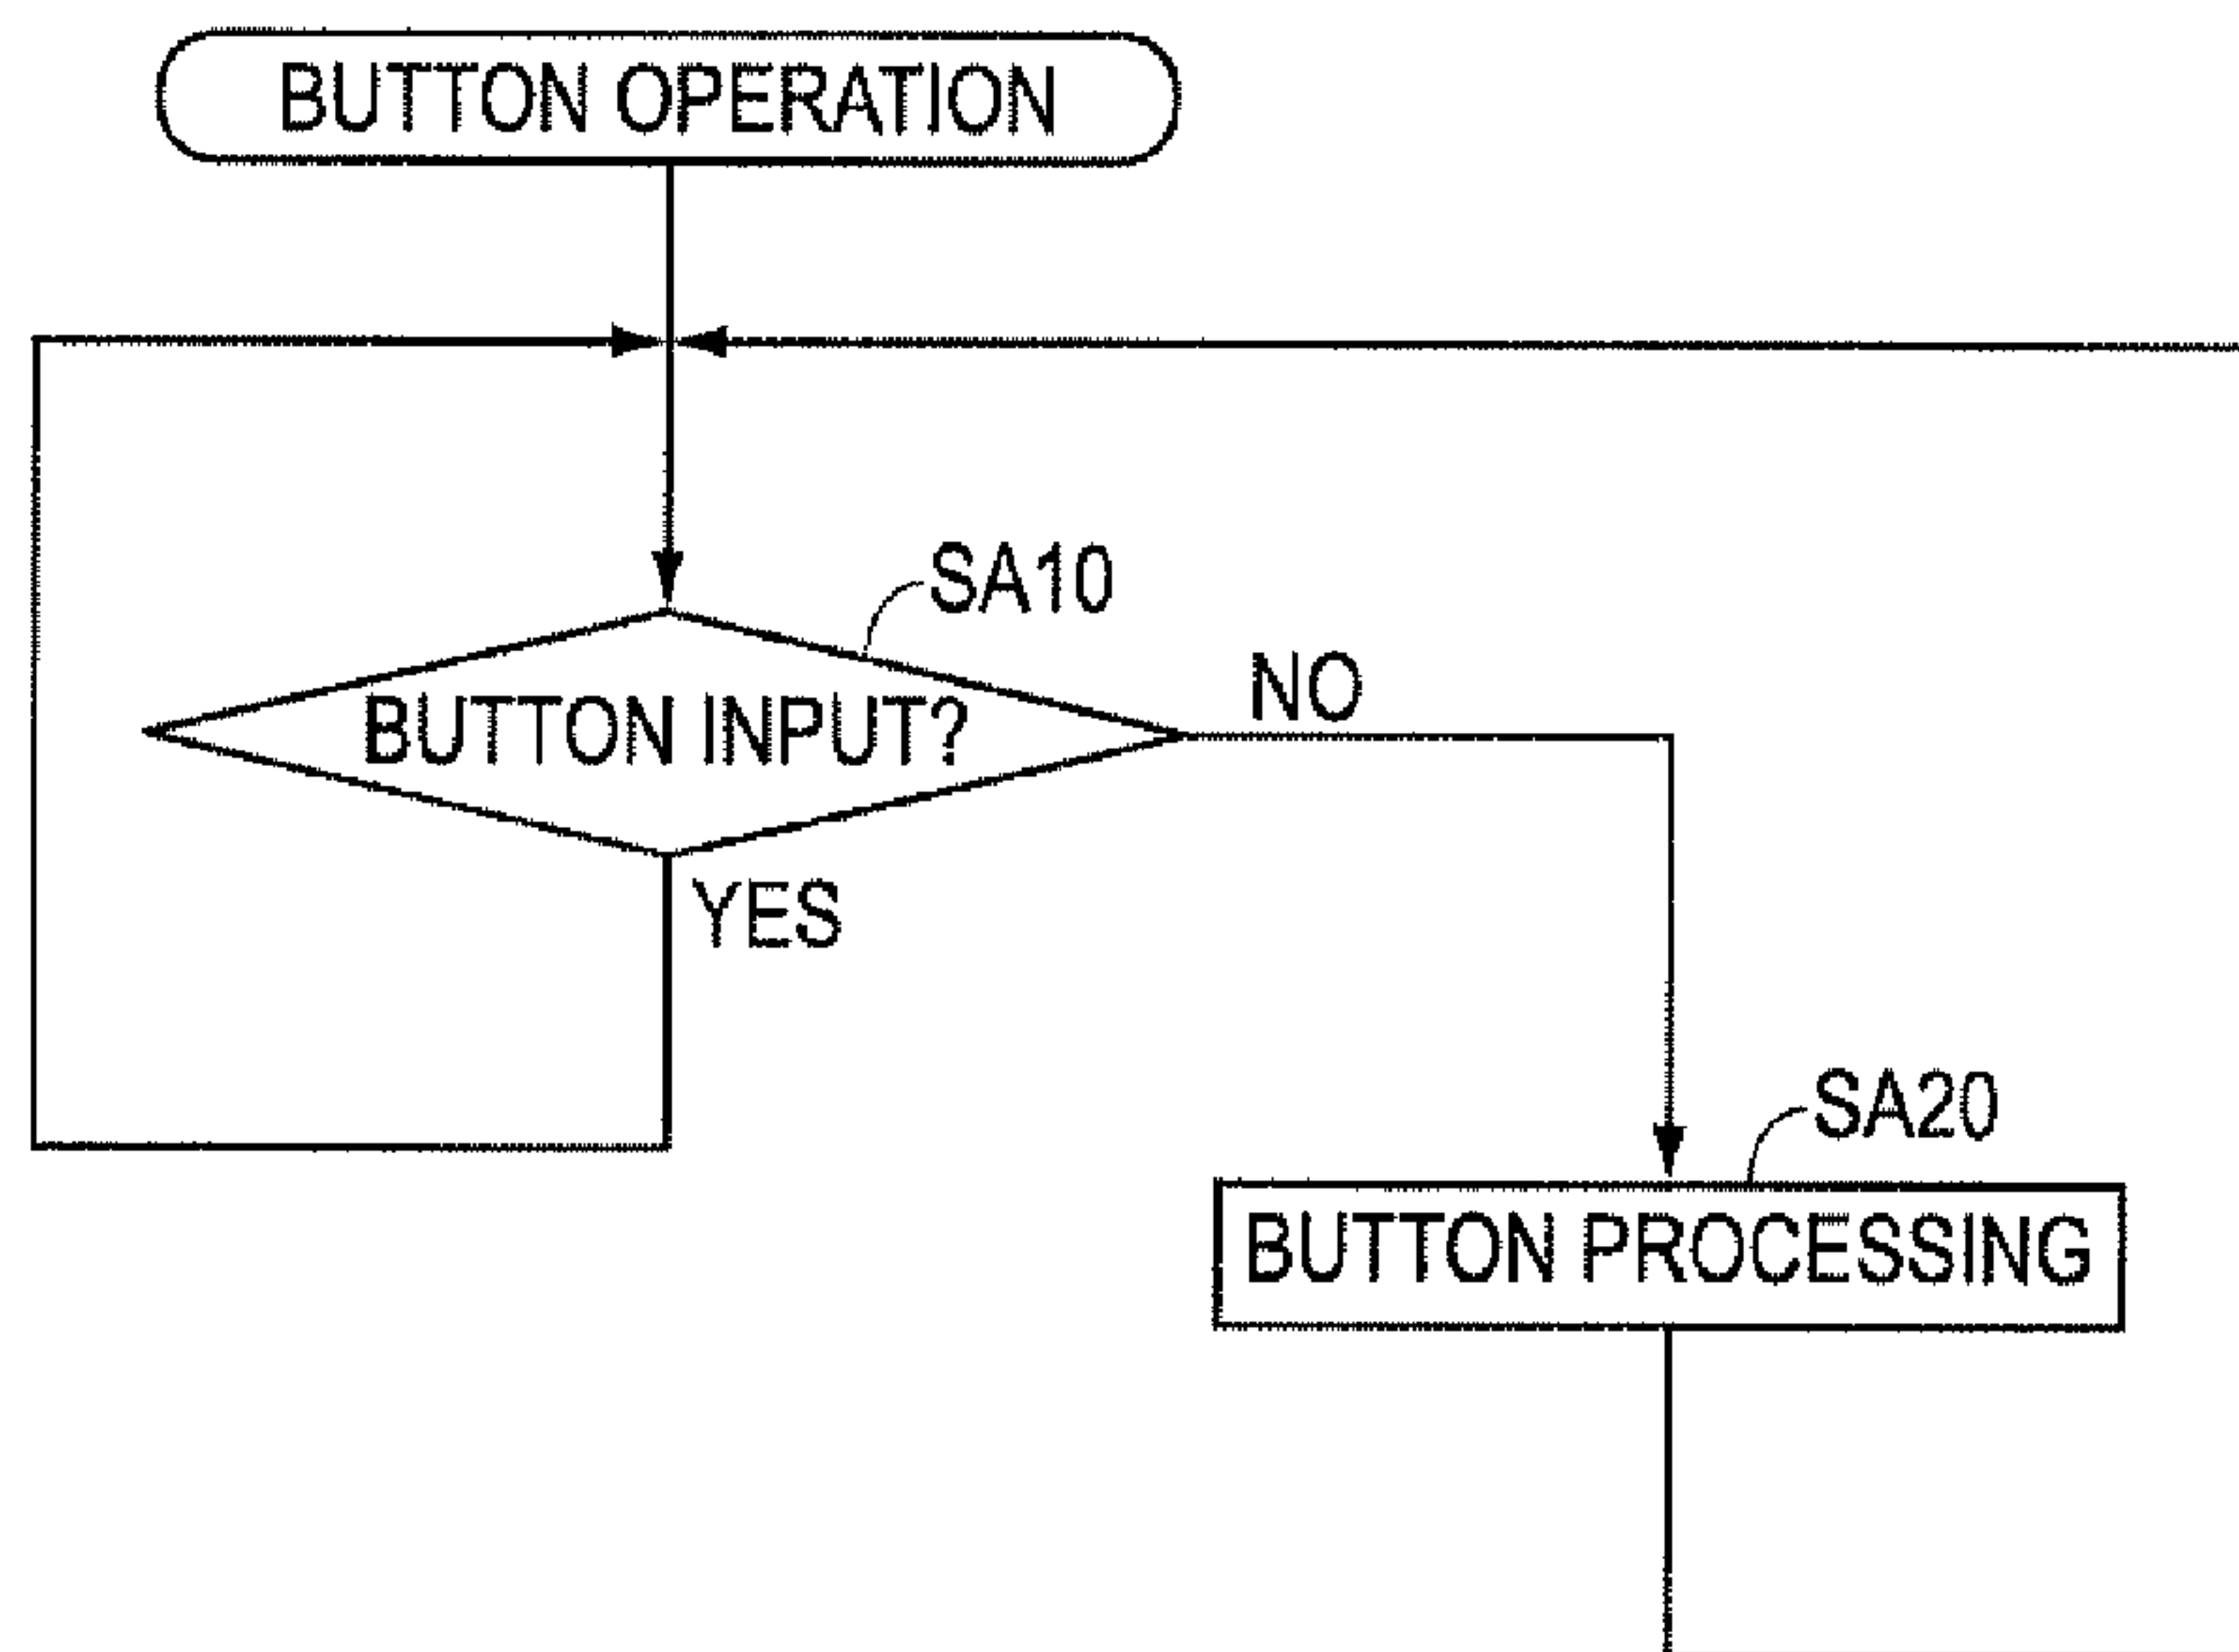 BUTTON OPERATION
SA10
BUTTON INPUT?
NO
YES
SA20
BUTTON PROCESSING